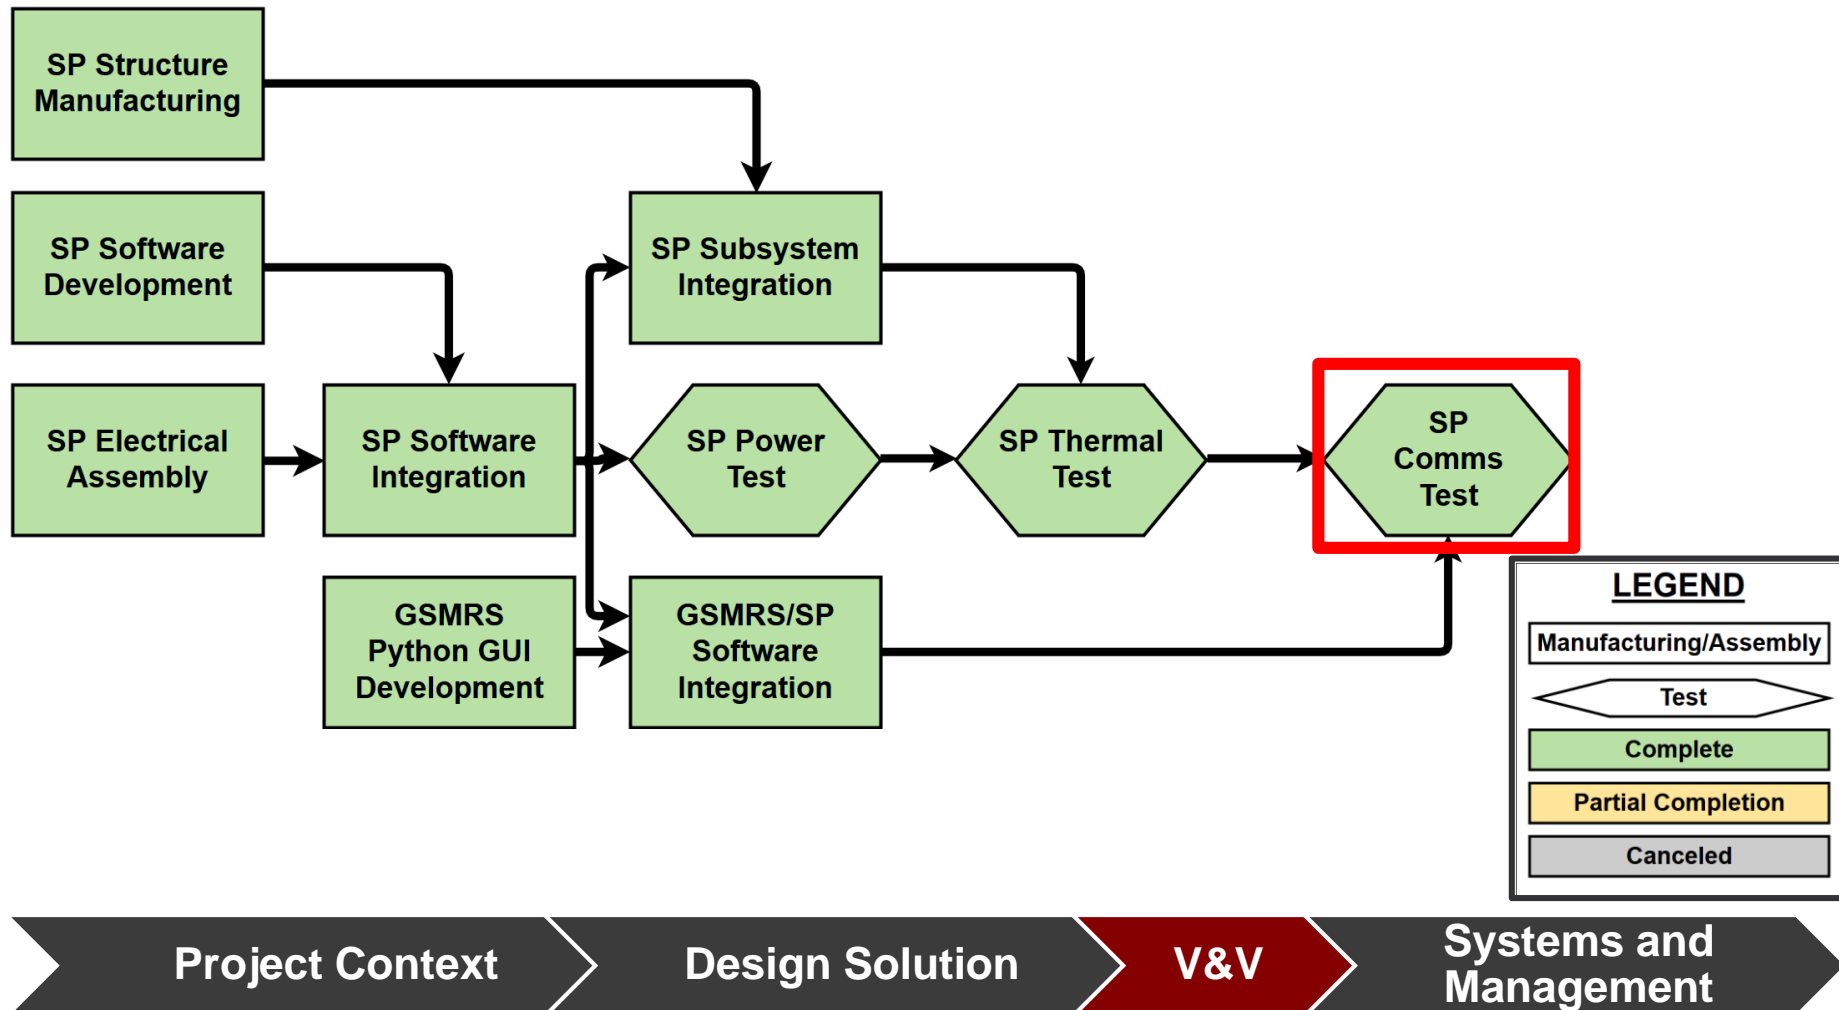 SP Structure
Manufacturing
SP Software
Development
SP Subsystem
Integration
SP Electrical
Assembly
SP Software
Integration
SP Power
Test
SP Thermal
Test
SP
Comms
Test
GSMRS
Python GUI
Development
GSMRS/SP
Software
Integration
LEGEND
Manufacturing/Assembly
Test
Complete
Partial Completion
Canceled
Project Context
Design Solution
V&V
Systems and
Management